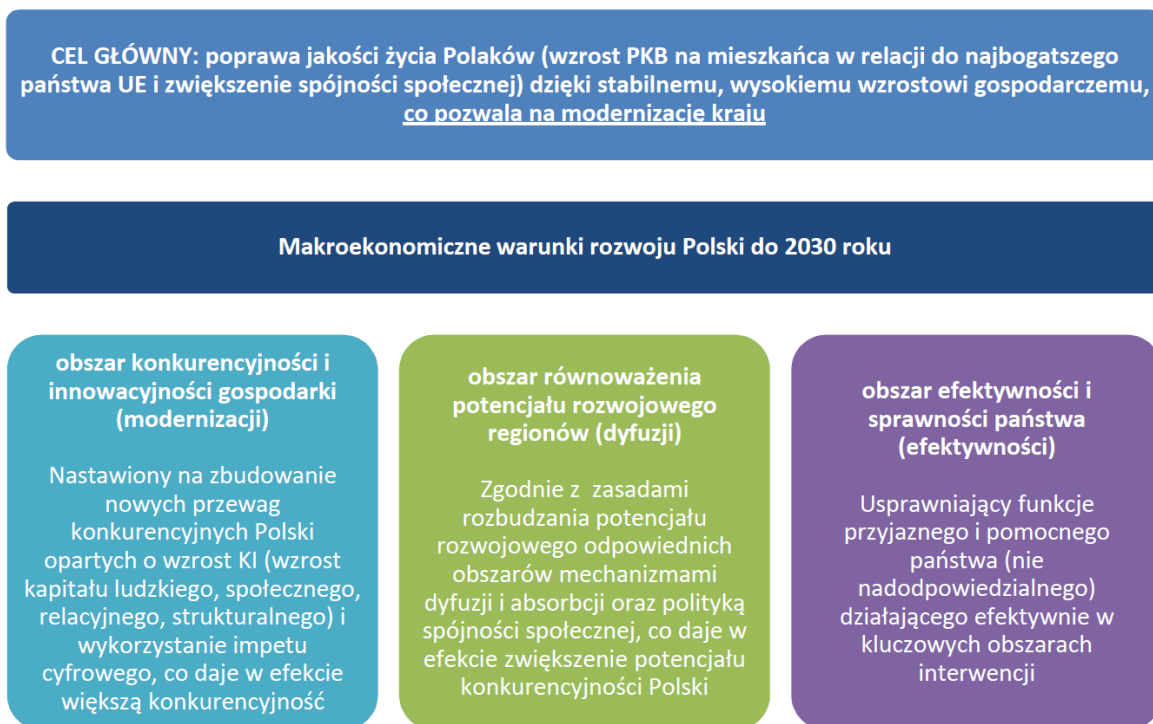 CEL GŁÓWNY: poprawa jakości życia Polaków (wzrost PKB na mieszkańca w relacji do najbogatszego
państwa UE i zwiększenie spójności społecznej) dzięki stabilnemu, wysokiemu wzrostowi gospodarczemu,
co pozwala na modernizację kraju
Makroekonomiczne warunki rozwoju Polski do 2030 roku
obszar konkurencyjności i
innowacyjności gospodarki
(modernizacji)
Nastawiony na zbudowanie
nowych przewag
konkurencyjnych Polski
opartych o wzrost KI (wzrost
kapitału ludzkiego, społecznego,
relacyjnego, strukturalnego) i
wykorzystanie impetu
cyfrowego, co daje w efekcie
większą konkurencyjność
obszar równoważenia
potencjału rozwojowego
regionów (dyfuzji)
Zgodnie z zasadami
rozbudzania potencjału
rozwojowego odpowiednich
obszarów mechanizmami
dyfuzji i absorbcji oraz polityką
spójności społecznej, co daje w
efekcie zwiększenie potencjału
konkurencyjności Polski
obszar efektywności i
sprawności państwa
(efektywności)
Usprawniający funkcje
przyjaznego i pomocnego
państwa (nie
nadodpowiedzialnego)
działającego efektywnie w
kluczowych obszarach
interwencji